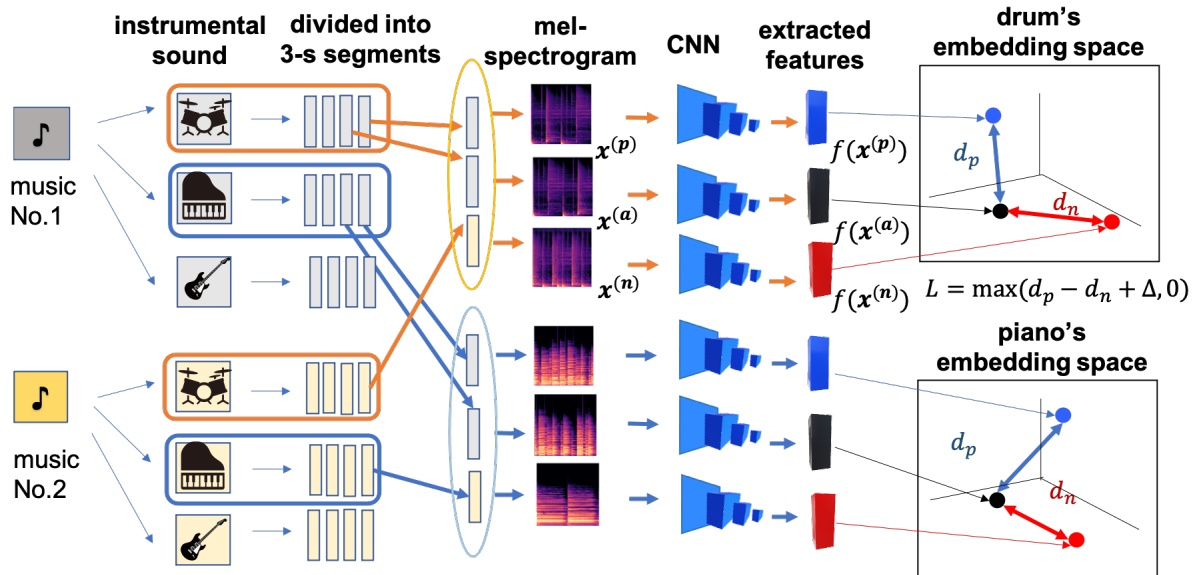 instrumental
sound
divided into
3-s segments
mel-
spectrogram
CNN
extracted
features
drum's
embedding space
music
No.1
x^(p)
x^(a)
x^(n)
f(x^(p))
f(x^(a))
f(x^(n))
d_p
d_n
L = max(d_p − d_n + Δ, 0)
piano's
embedding space
music
No.2
d_p
d_n